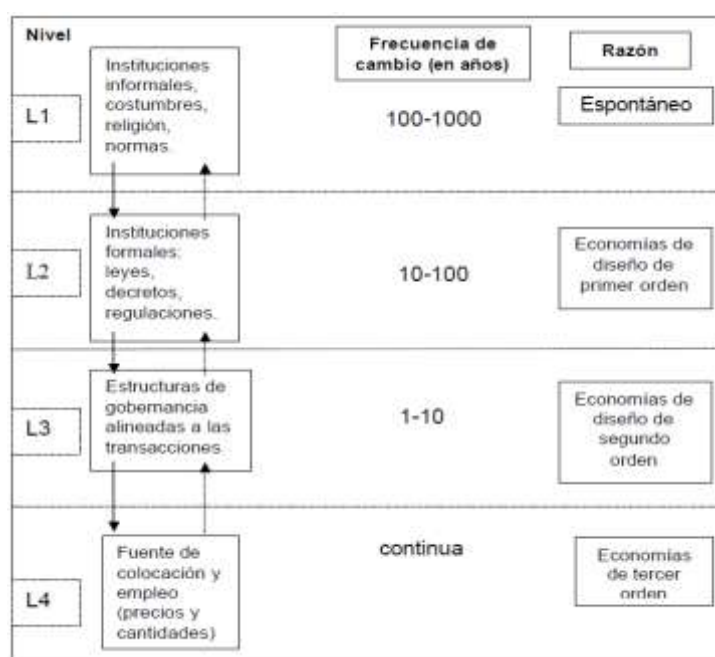 Nivel
Frecuencia de
cambio (en años)
Razón
L1
Instituciones
informales,
costumbres,
religión,
normas.
100-1000
Espontáneo
L2
Instituciones
formales:
leyes,
decretos,
regulaciones.
10-100
Economías de
diseño de
primer orden
L3
Estructuras de
gobernancia
alineadas a las
transacciones
1-10
Economías de
diseño de
segundo
orden
L4
Fuente de
colocación y
empleo
(precios y
cantidades)
continua
Economías
de tercer
orden